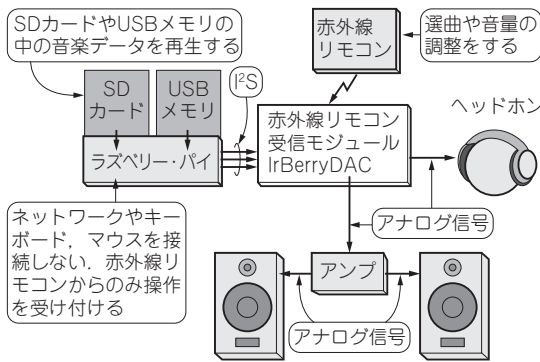 SDカードやUSBメモリの
中の音楽データを再生する
赤外線
リモコン
選曲や音量の
調整をする
SD
カード
USB
メモリ
I²S
ラズベリー・パイ
赤外線リモコン
受信モジュール
IrBerryDAC
ヘッドホン
ネットワークやキー
ボード，マウスを接
続しない．赤外線リ
モコンからのみ操作
を受け付ける
アナログ信号
アンプ
アナログ信号